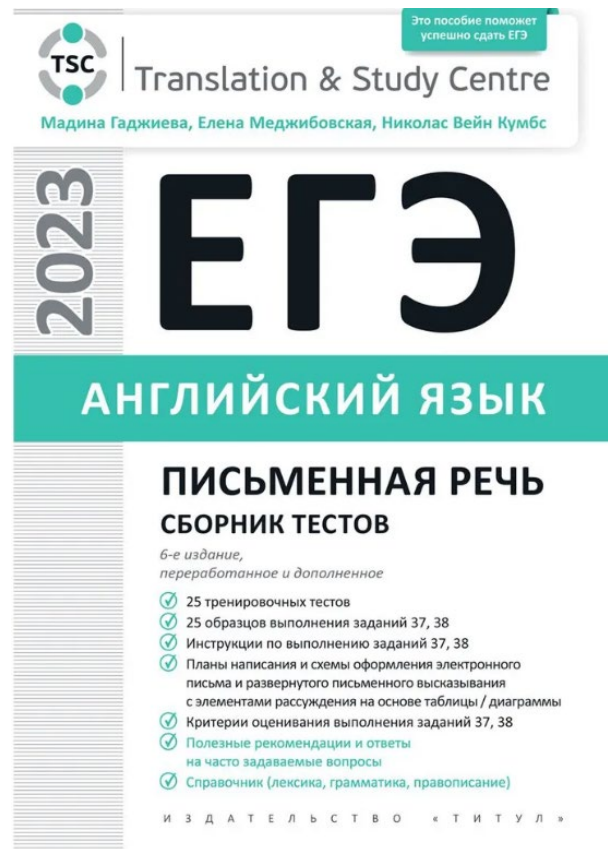 Это пособие поможет
успешно сдать ЕГЭ
TSC
Translation & Study Centre
Мадина Гаджиева, Елена Меджибовская, Николас Вейн Кумбс
2023
ЕГЭ
АНГЛИЙСКИЙ ЯЗЫК
ПИСЬМЕННАЯ РЕЧЬ
СБОРНИК ТЕСТОВ
6-е издание,
переработанное и дополненное
25 тренировочных тестов
25 образцов выполнения заданий 37, 38
Инструкции по выполнению заданий 37, 38
Планы написания и схемы оформления электронного
письма и развернутого письменного высказывания
с элементами рассуждения на основе таблицы / диаграммы
Критерии оценивания выполнения заданий 37, 38
Полезные рекомендации и ответы
на часто задаваемые вопросы
Справочник (лексика, грамматика, правописание)
ИЗДАТЕЛЬСТВО «ТИТУЛ»